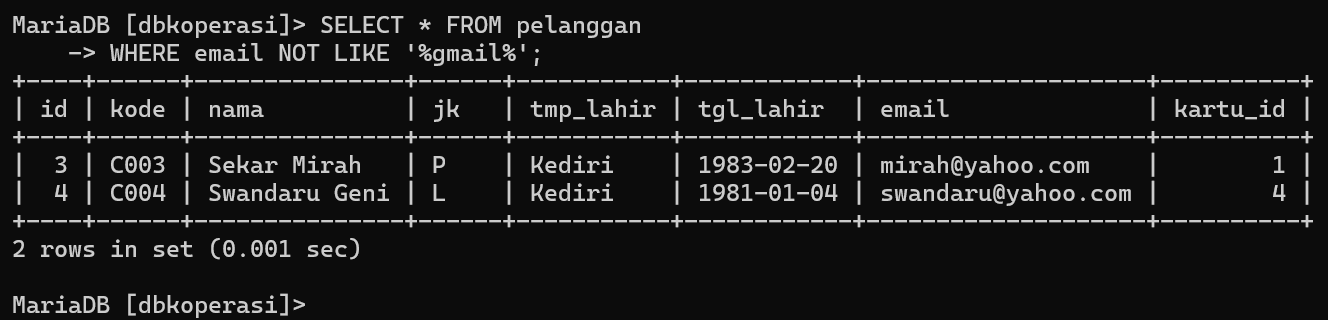 MariaDB [dbkoperasi]> SELECT * FROM pelanggan
    -> WHERE email NOT LIKE '%gmail%';
+----+------+---------------+------+-----------+------------+--------------------+----------+
| id | kode | nama          | jk   | tmp_lahir | tgl_lahir  | email              | kartu_id |
+----+------+---------------+------+-----------+------------+--------------------+----------+
|  3 | C003 | Sekar Mirah   | P    | Kediri    | 1983-02-20 | mirah@yahoo.com    |        1 |
|  4 | C004 | Swandaru Geni | L    | Kediri    | 1981-01-04 | swandaru@yahoo.com |        4 |
+----+------+---------------+------+-----------+------------+--------------------+----------+
2 rows in set (0.001 sec)
MariaDB [dbkoperasi]>